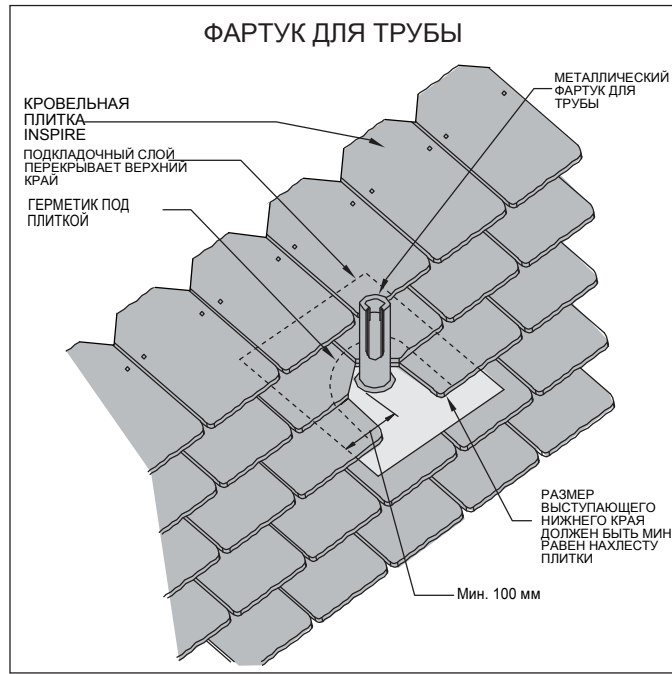 ФАРТУК ДЛЯ ТРУБЫ
КРОВЕЛЬНАЯ
ПЛИТКА
INSPIRE
ПОДКЛАДОЧНЫЙ СЛОЙ
ПЕРЕКРЫВАЕТ ВЕРХНИЙ
КРАЙ
ГЕРМЕТИК ПОД
ПЛИТКОЙ
МЕТАЛЛИЧЕСКИЙ
ФАРТУК ДЛЯ
ТРУБЫ
РАЗМЕР
ВЫСТУПАЮЩЕГО
НИЖНЕГО КРАЯ
ДОЛЖЕН БЫТЬ МИН
РАВЕН НАХЛЕСТУ
ПЛИТКИ
Мин. 100 мм